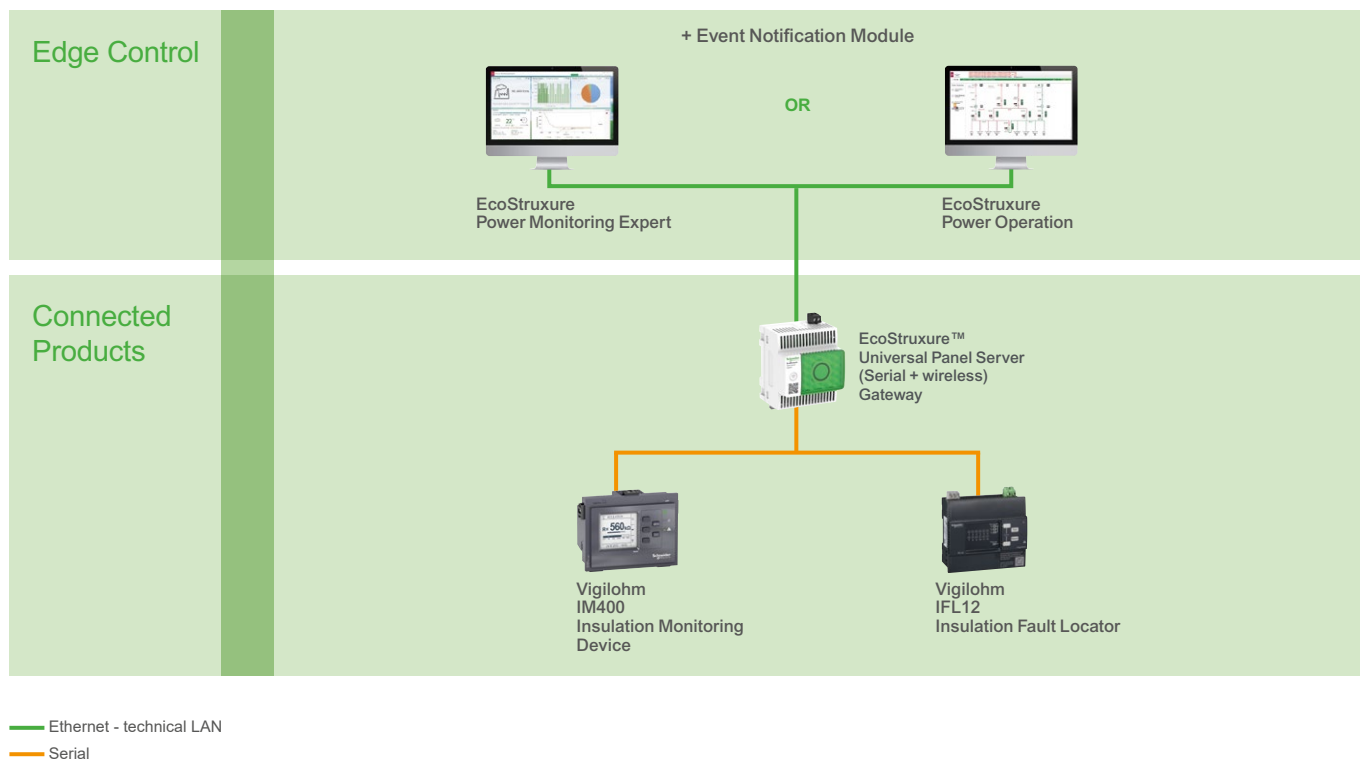 Edge Control
+ Event Notification Module
OR
EcoStruxure
Power Monitoring Expert
EcoStruxure
Power Operation
Connected
Products
EcoStruxure™
Universal Panel Server
(Serial + wireless)
Gateway
Vigilohm
IM400
Insulation Monitoring
Device
Vigilohm
IFL12
Insulation Fault Locator
Ethernet - technical LAN
Serial